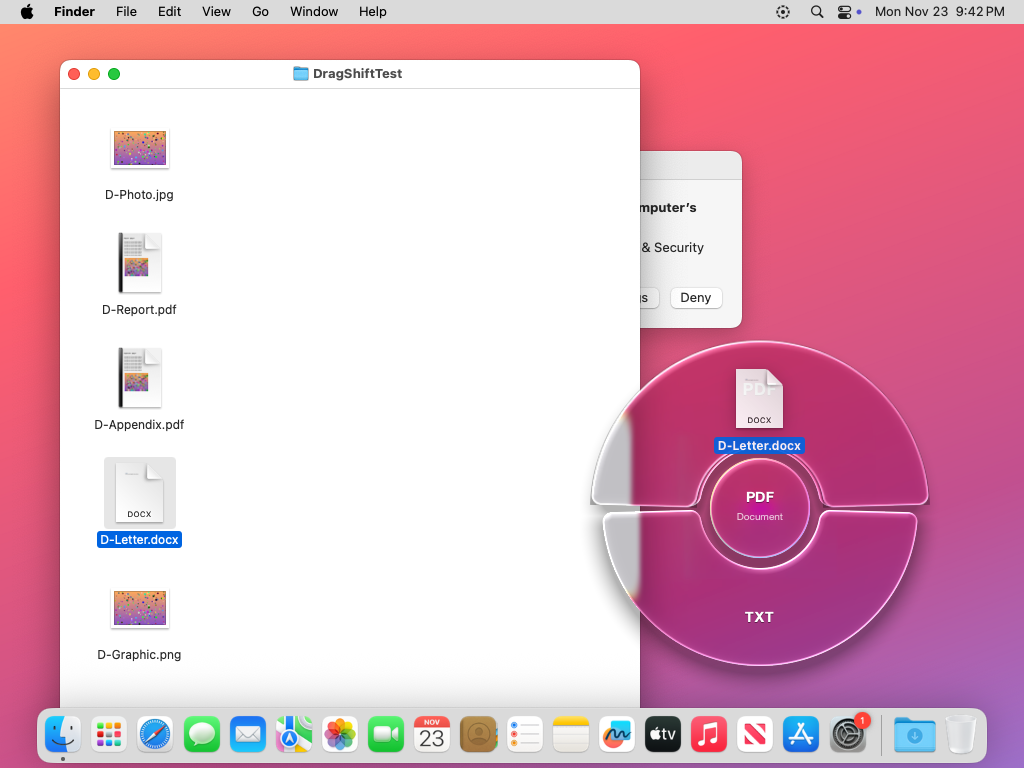 Finder File Edit View Go Window Help Mon Nov 23 9:42 PM
DragShiftTest
D-Photo.jpg
D-Report.pdf
D-Appendix.pdf
DOCX
D-Letter.docx
D-Graphic.png
mputer’s
& Security
gs Deny
PDF
DOCX
D-Letter.docx
PDF
Document
TXT
NOV
23
tv
1